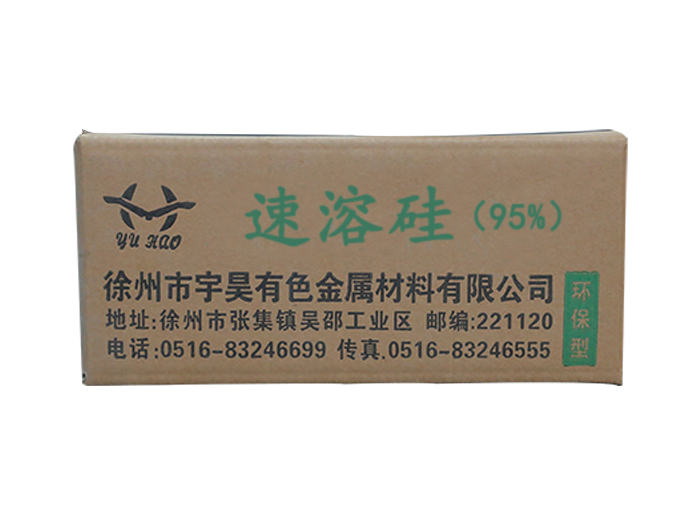 速溶硅(95%)
YU HAO
徐州市宇昊有色金属材料有限公司
地址:徐州市张集镇吴邵工业区 邮编:221120
电话:0516-83246699 传真.0516-83246555
环保型